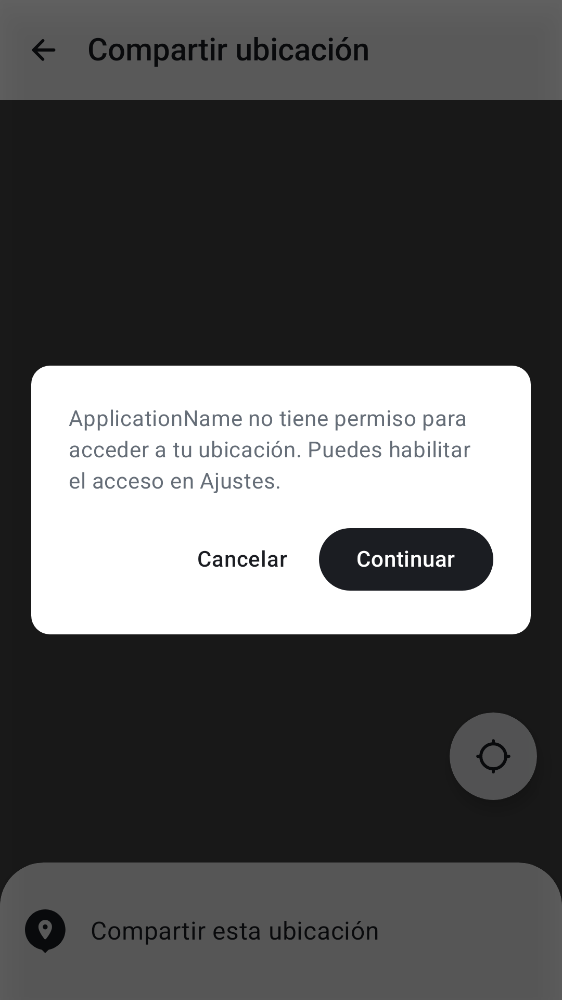 Compartir ubicación
ApplicationName no tiene permiso para
acceder a tu ubicación. Puedes habilitar
el acceso en Ajustes.
Cancelar
Continuar
Compartir esta ubicación